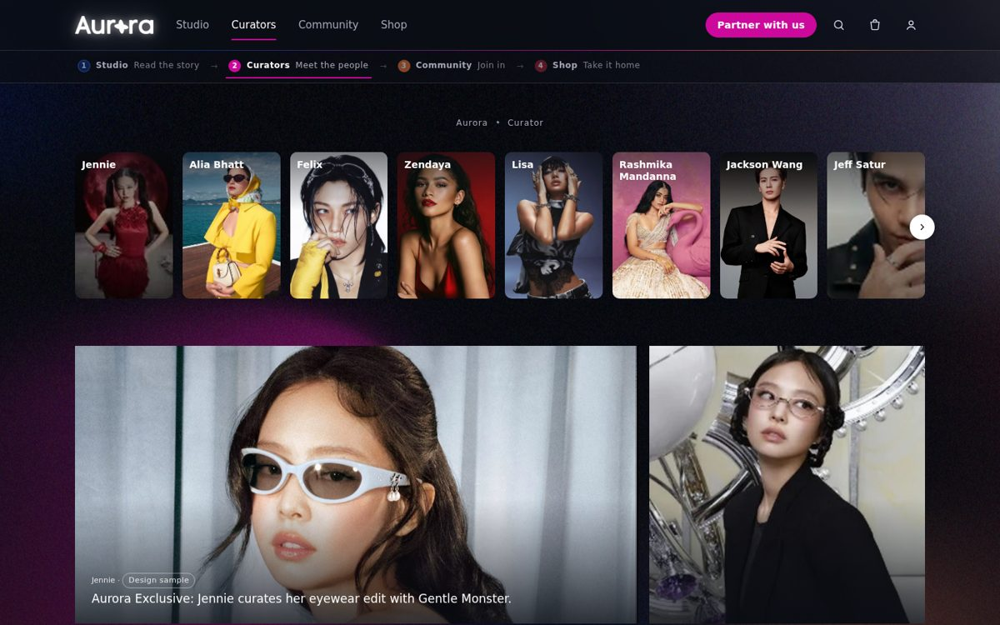 Aurora Studio Curators Community Shop Partner with us
1 Studio Read the story → 2 Curators Meet the people → 3 Community Join in → 4 Shop Take it home
Aurora • Curator
Jennie
Alia Bhatt
Felix
Zendaya
Lisa
Rashmika
Mandanna
Jackson Wang
Jeff Satur
Jennie · Design sample
Aurora Exclusive: Jennie curates her eyewear edit with Gentle Monster.